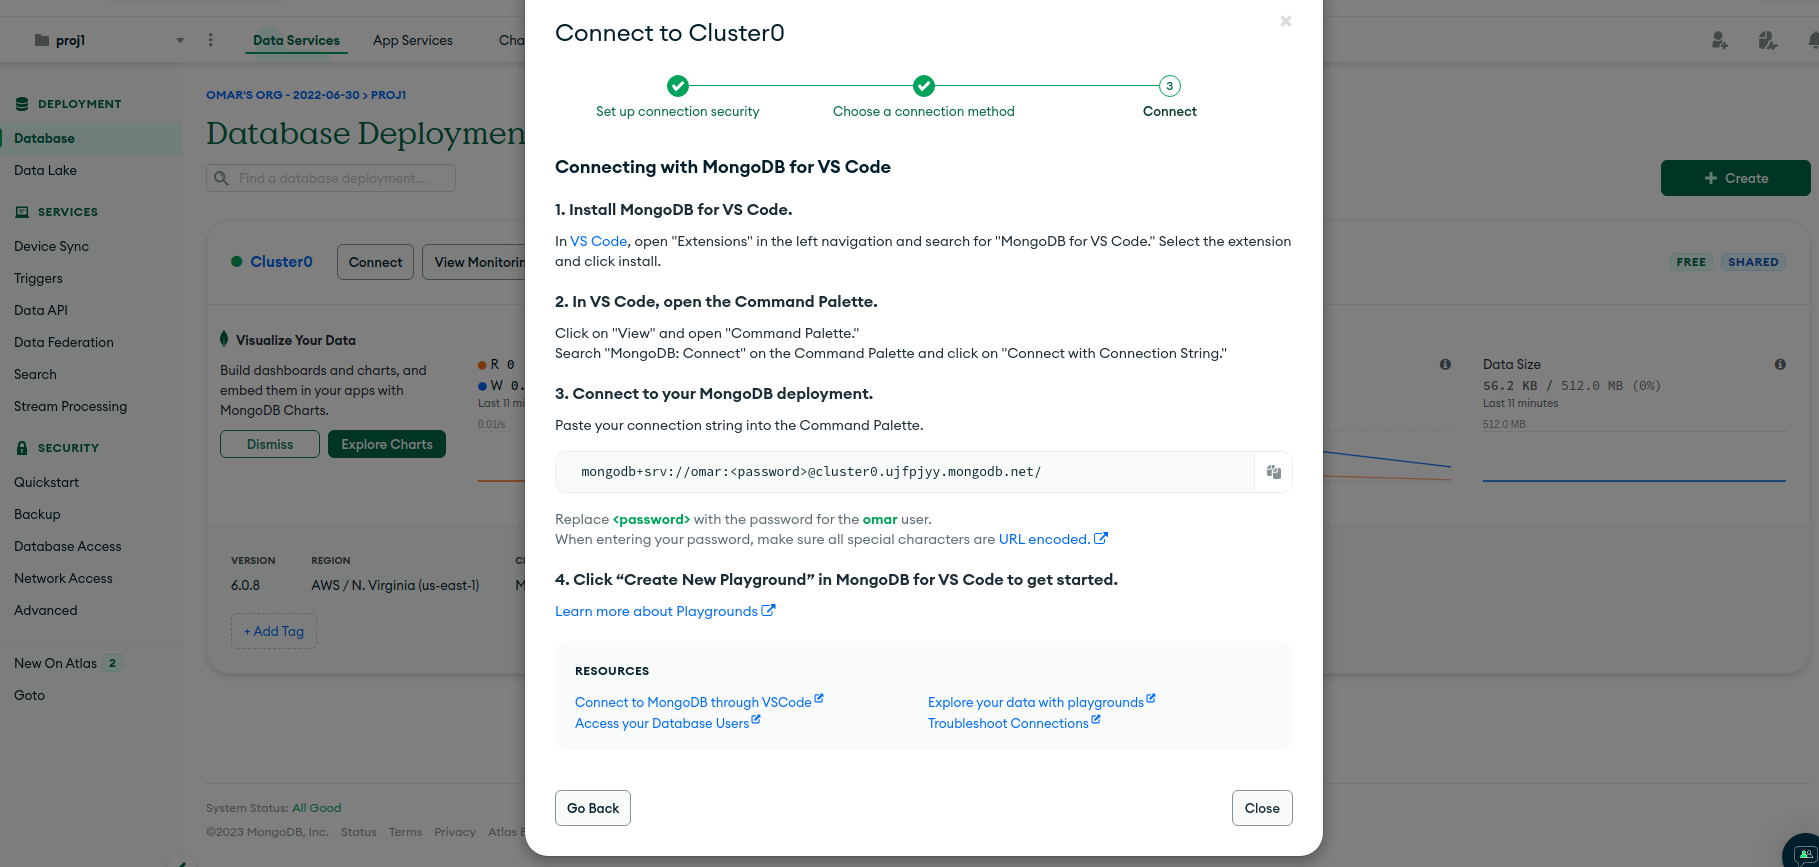 proj1
Data Services
App Services
Cha
DEPLOYMENT
Database
Data Lake
SERVICES
Device Sync
Triggers
Data API
Data Federation
Search
Stream Processing
SECURITY
Quickstart
Backup
Database Access
Network Access
Advanced
New On Atlas 2
Goto
OMAR'S ORG - 2022-06-30 > PROJ1
Database Deploymen
Find a database deployment...
+ Create
Cluster0
Connect
View Monitorin
FREE
SHARED
Visualize Your Data
Build dashboards and charts, and
embed them in your apps with
MongoDB Charts.
Dismiss
Explore Charts
R 0
W 0.
Last 11 mi
0.01/s
Data Size
56.2 KB / 512.0 MB (0%)
Last 11 minutes
512.0 MB
VERSION
6.0.8
REGION
AWS / N. Virginia (us-east-1)
+ Add Tag
System Status: All Good
©2023 MongoDB, Inc. Status Terms Privacy Atlas
Connect to Cluster0
Set up connection security
Choose a connection method
3
Connect
Connecting with MongoDB for VS Code
1. Install MongoDB for VS Code.
In VS Code, open "Extensions" in the left navigation and search for "MongoDB for VS Code." Select the extension
and click install.
2. In VS Code, open the Command Palette.
Click on "View" and open "Command Palette."
Search "MongoDB: Connect" on the Command Palette and click on "Connect with Connection String."
3. Connect to your MongoDB deployment.
Paste your connection string into the Command Palette.
mongodb+srv://omar:<password>@cluster0.ujfpjyy.mongodb.net/
Replace <password> with the password for the omar user.
When entering your password, make sure all special characters are URL encoded.
4. Click “Create New Playground” in MongoDB for VS Code to get started.
Learn more about Playgrounds
RESOURCES
Connect to MongoDB through VSCode
Explore your data with playgrounds
Access your Database Users
Troubleshoot Connections
Go Back
Close